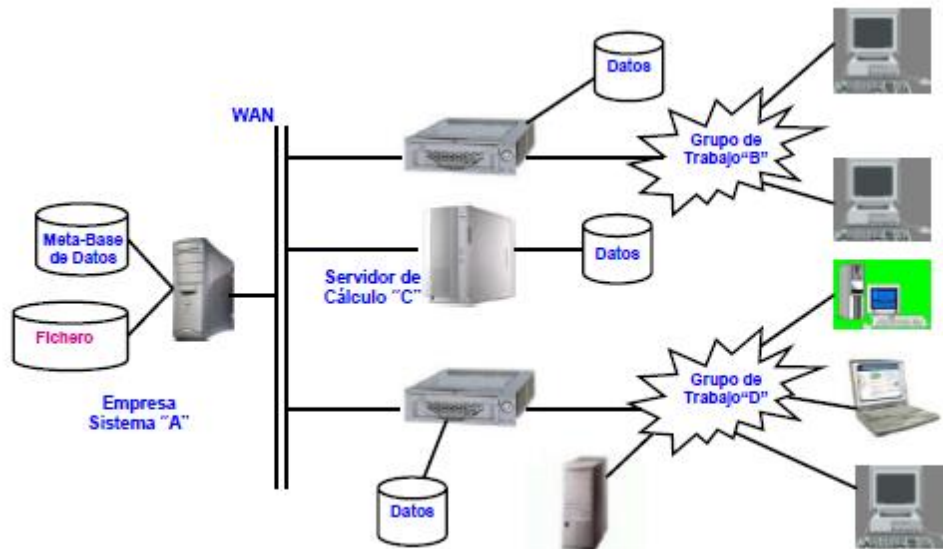 Datos
WAN
Grupo de
Trabajo"B"
Meta-Base
de Datos
Servidor de
Cálculo "C"
Datos
Fichero
Empresa
Sistema "A"
Grupo de
Trabajo"D"
Datos